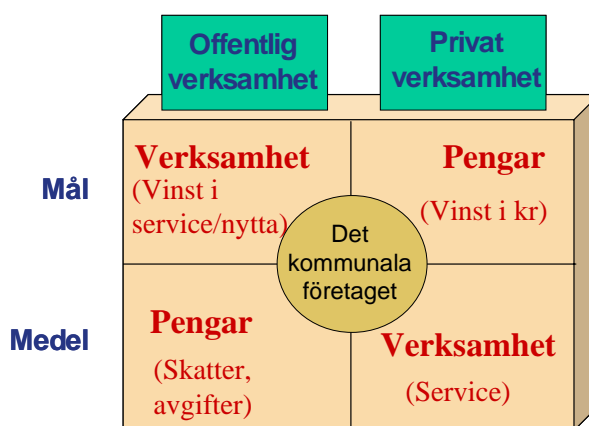 Offentlig
verksamhet
Privat
verksamhet
Mål
Verksamhet
(Vinst i
service/nytta)
Pengar
(Vinst i kr)
Det
kommunala
företaget
Medel
Pengar
(Skatter,
avgifter)
Verksamhet
(Service)